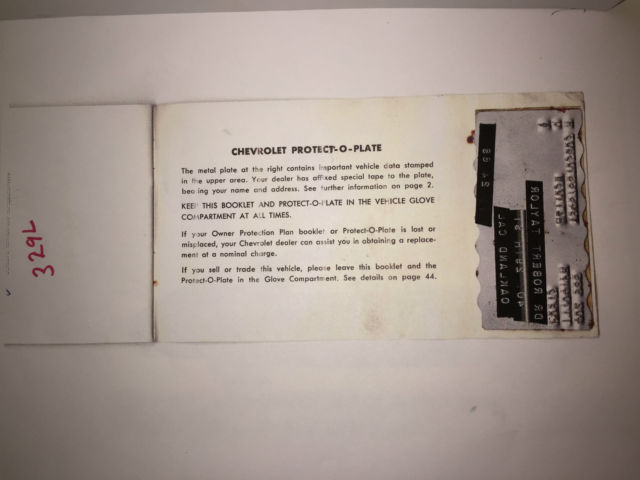 CHEVROLET PROTECT-O-PLATE
The metal plate at the right contains important vehicle data stamped
in the upper area. Your dealer has affixed special tape to the plate,
bearing your name and address. See further information on page 2.
KEEP THIS BOOKLET AND PROTECT-O-PLATE IN THE VEHICLE GLOVE
COMPARTMENT AT ALL TIMES.
If your Owner Protection Plan booklet or Protect-O-Plate is lost or
misplaced, your Chevrolet dealer can assist you in obtaining a replace-
ment at a nominal charge.
If you sell or trade this vehicle, please leave this booklet and the
Protect-O-Plate in the Glove Compartment. See details on page 44.
329L
DR ROBERT TAYLOR
OAKLAND CAL